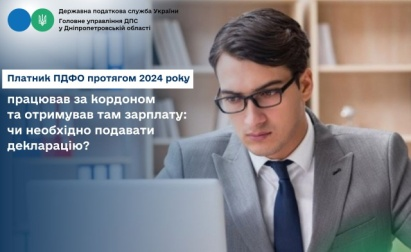 Державна податкова служба України
Головне управління ДПС
у Дніпропетровській області
Платник ПДФО протягом 2024 року
працював за кордоном
та отримував там зарплату:
чи необхідно подавати
декларацію?